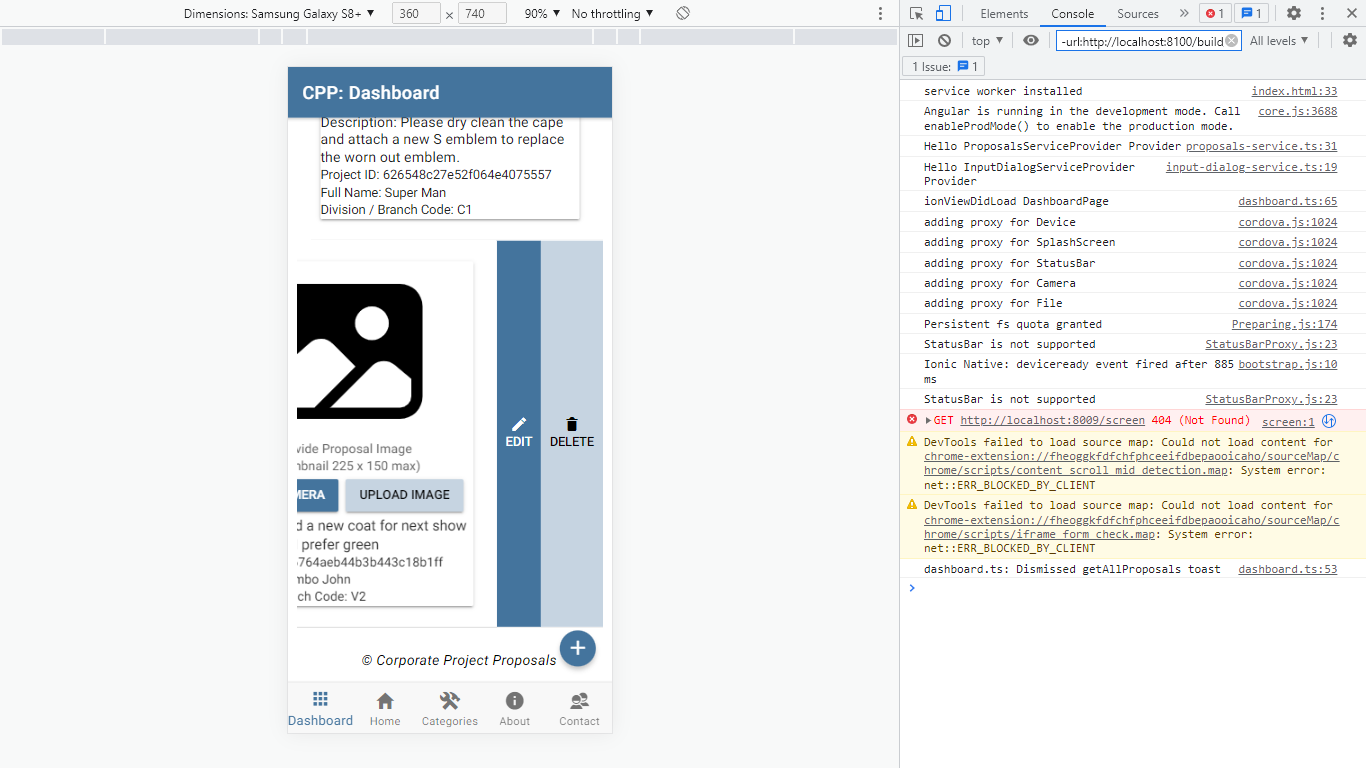 Dimensions: Samsung Galaxy S8+ ▼ 360 × 740 90% ▼ No throttling ▼
CPP: Dashboard
Description: Please dry clean the cape
and attach a new S emblem to replace
the worn out emblem.
Project ID: 626548c27e52f064e4075557
Full Name: Super Man
Division / Branch Code: C1
vide Proposal Image
nbnail 225 x 150 max)
MERA UPLOAD IMAGE
d a new coat for next show
prefer green
5764aeb44b3b443c18b1ff
mbo John
ch Code: V2
EDIT DELETE
© Corporate Project Proposals +
Dashboard Home Categories About Contact
Elements Console Sources » 1 1
top ▼ -url:http://localhost:8100/build All levels ▼
1 Issue: 1
service worker installed index.html:33
Angular is running in the development mode. Call core.js:3688
enableProdMode() to enable the production mode.
Hello ProposalsServiceProvider Provider proposals-service.ts:31
Hello InputDialogServiceProvider input-dialog-service.ts:19
Provider
ionViewDidLoad DashboardPage dashboard.ts:65
adding proxy for Device cordova.js:1024
adding proxy for SplashScreen cordova.js:1024
adding proxy for StatusBar cordova.js:1024
adding proxy for Camera cordova.js:1024
adding proxy for File cordova.js:1024
Persistent fs quota granted Preparing.js:174
StatusBar is not supported StatusBarProxy.js:23
Ionic Native: deviceready event fired after 885 bootstrap.js:10
ms
StatusBar is not supported StatusBarProxy.js:23
GET http://localhost:8009/screen 404 (Not Found) screen:1
DevTools failed to load source map: Could not load content for
chrome-extension://fheoggkfdfchfphceeifdbepaooicaho/sourceMap/c
hrome/scripts/content_scroll_mid_detection.map: System error:
net::ERR_BLOCKED_BY_CLIENT
DevTools failed to load source map: Could not load content for
chrome-extension://fheoggkfdfchfphceeifdbepaooicaho/sourceMap/c
hrome/scripts/iframe_form_check.map: System error:
net::ERR_BLOCKED_BY_CLIENT
dashboard.ts: Dismissed getAllProposals toast dashboard.ts:53